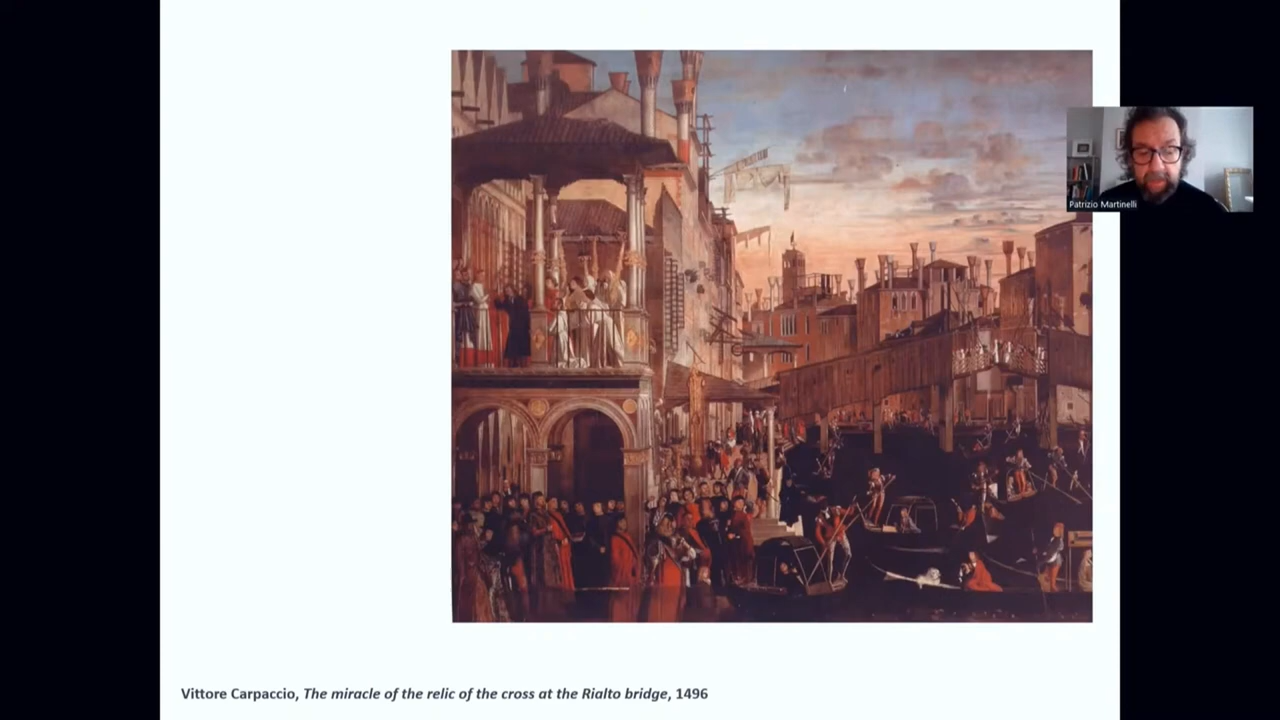 Patrizio Martinelli
Vittore Carpaccio, The miracle of the relic of the cross at the Rialto bridge, 1496